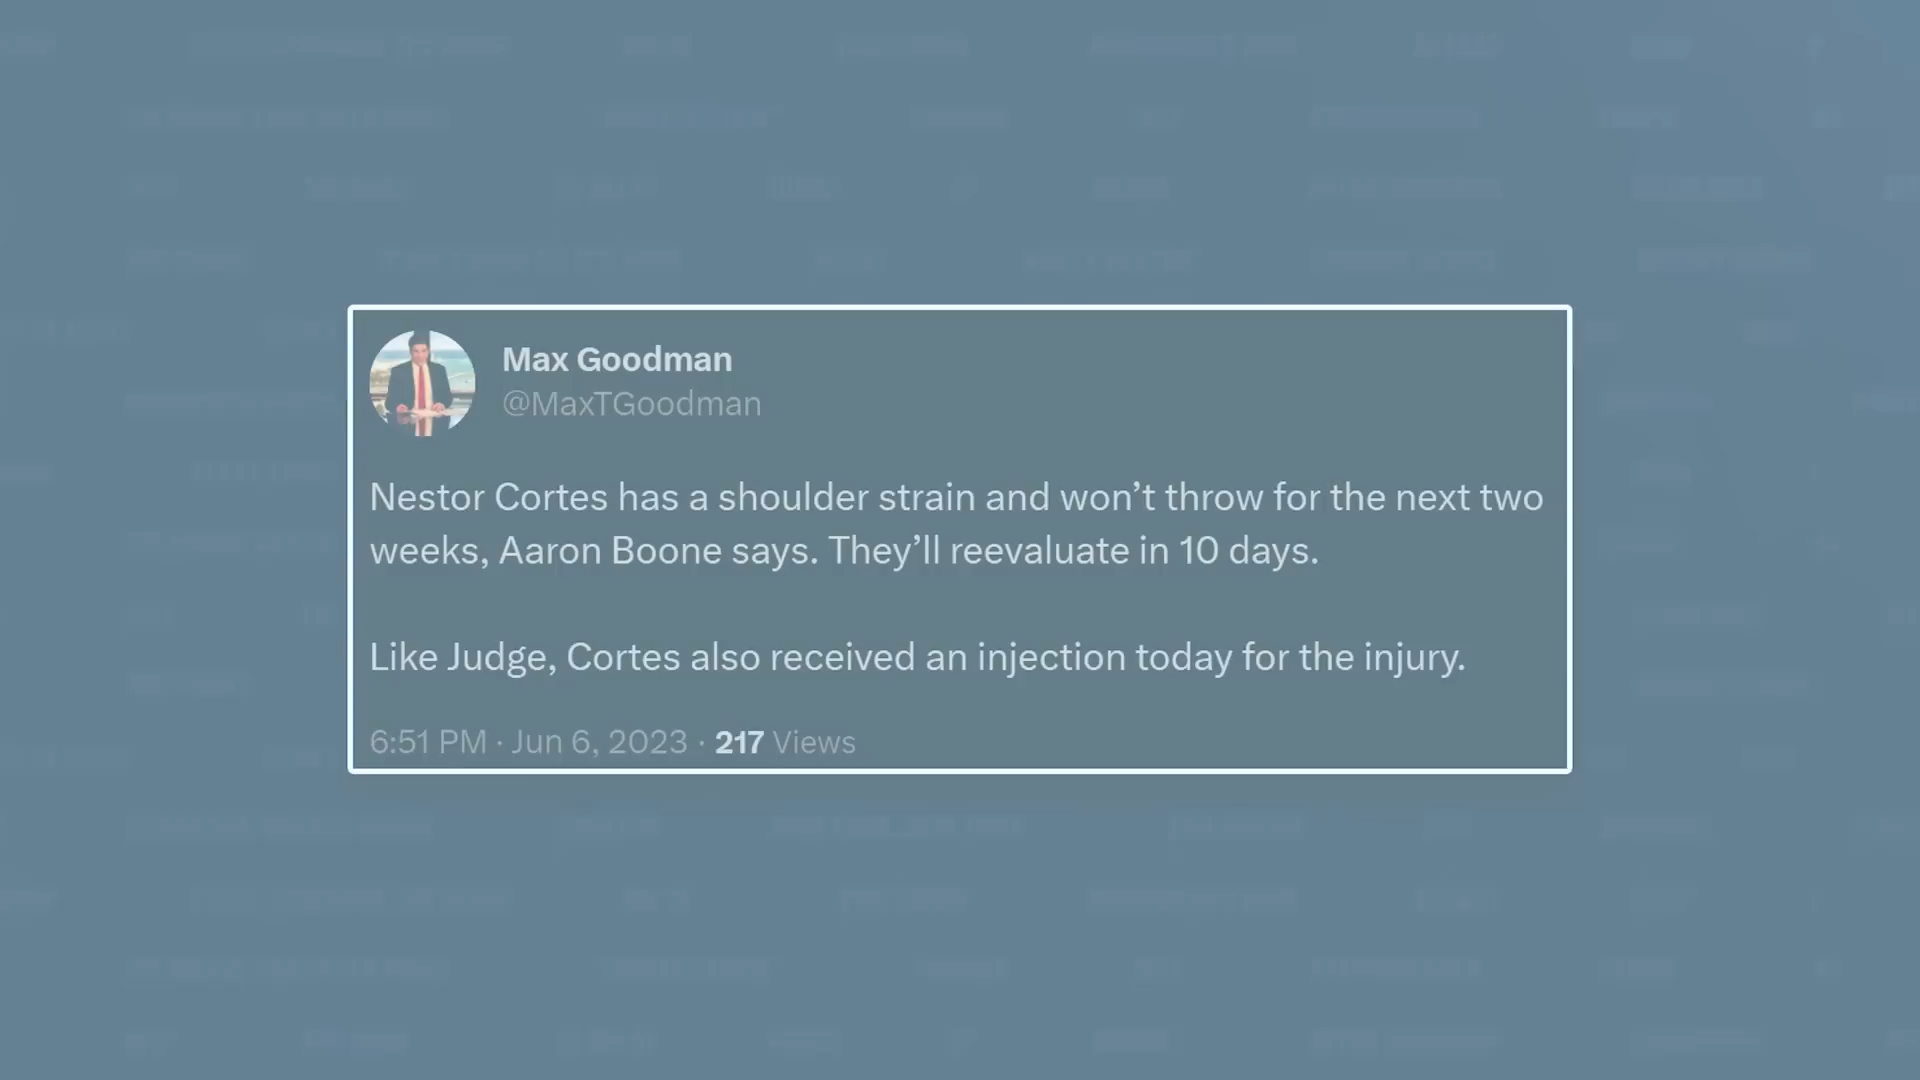 Max Goodman
@MaxTGoodman
Nestor Cortes has a shoulder strain and won’t throw for the next two
weeks, Aaron Boone says. They’ll reevaluate in 10 days.
Like Judge, Cortes also received an injection today for the injury.
6:51 PM · Jun 6, 2023 · 217 Views